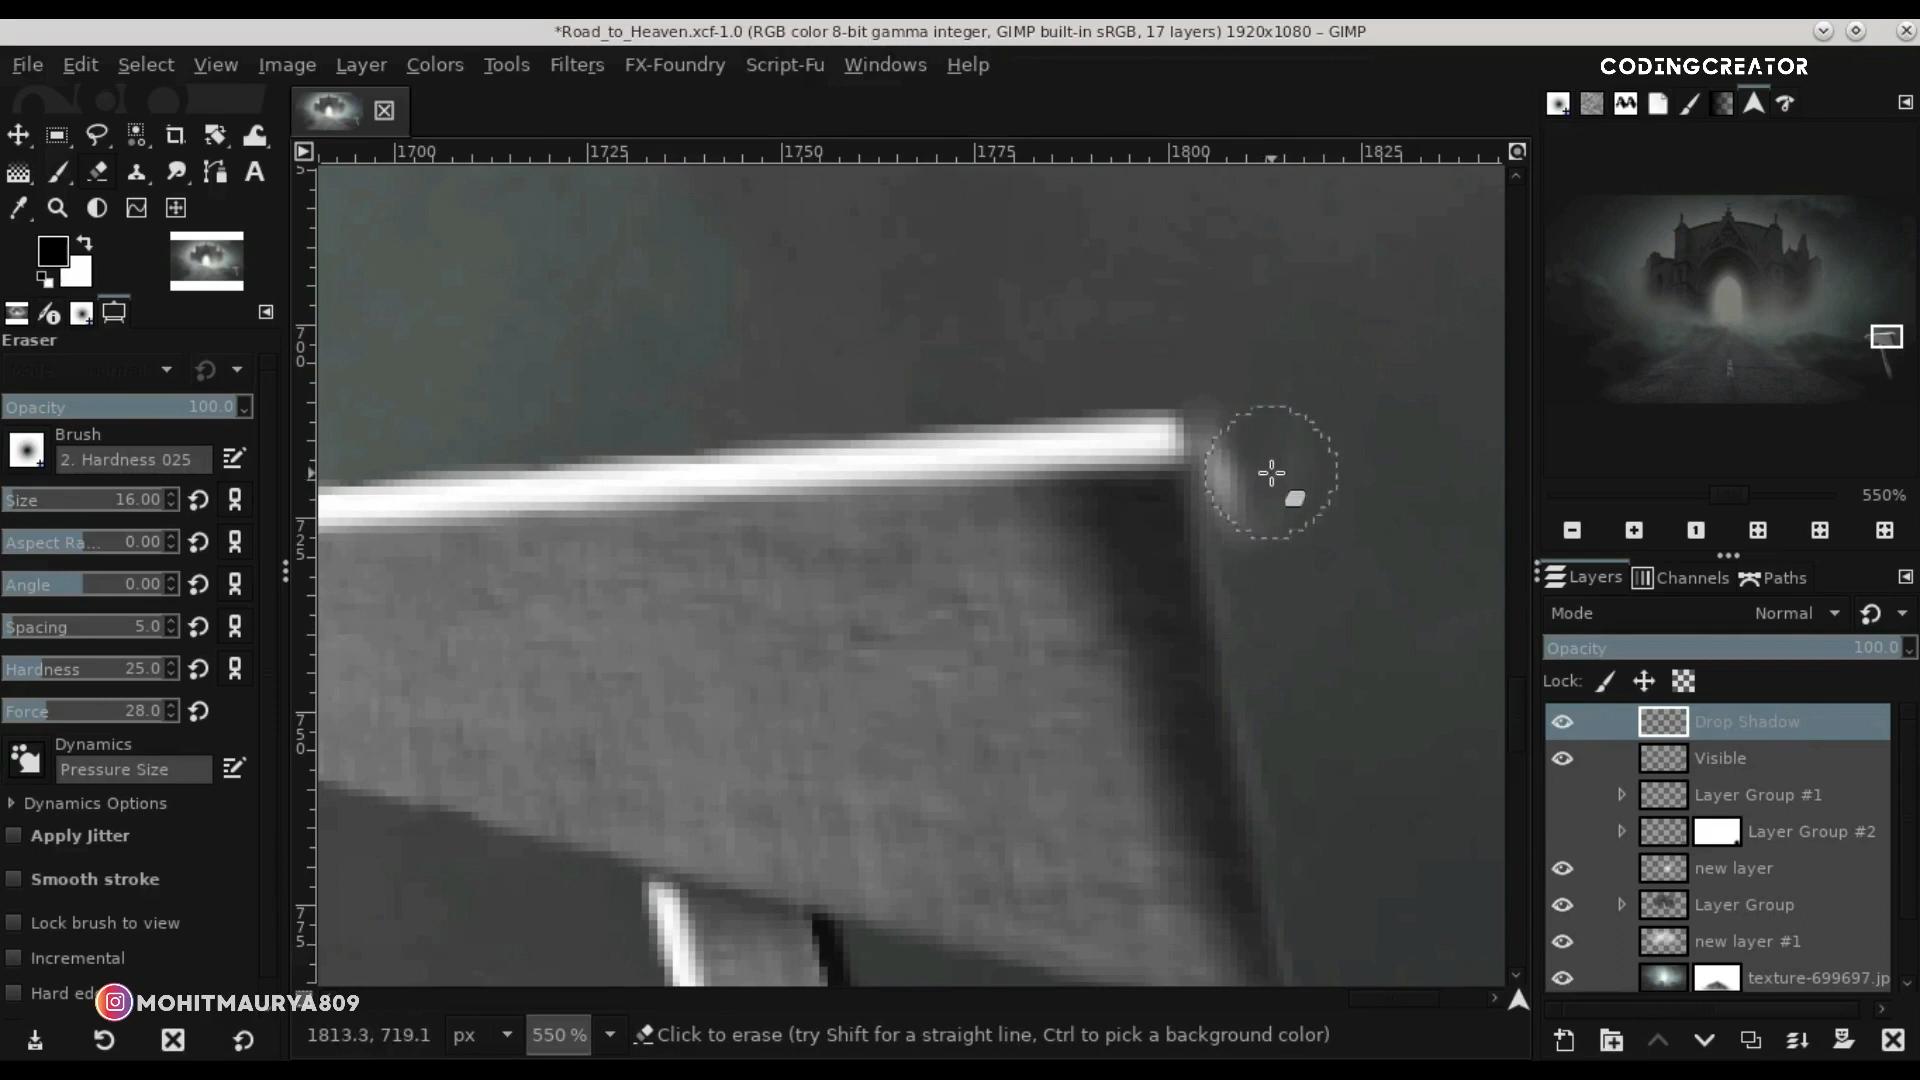 *Road_to_Heaven.xcf-1.0 (RGB color 8-bit gamma integer, GIMP built-in sRGB, 17 layers) 1920x1080 – GIMP
File Edit Select View Image Layer Colors Tools Filters FX-Foundry Script-Fu Windows Help
CODINGCREATOR
1700 1725 1750 1775 1800 1825
5
700
725
750
775
Eraser
Opacity 100.0
Brush
2. Hardness 025
Size 16.00
Aspect Ra... 0.00
Angle 0.00
Spacing 5.0
Hardness 25.0
Force 28.0
Dynamics
Pressure Size
Dynamics Options
Apply Jitter
Smooth stroke
Lock brush to view
Incremental
Hard ed
MOHITMAURYA809
1813.3, 719.1 px 550 % Click to erase (try Shift for a straight line, Ctrl to pick a background color)
550%
Layers Channels Paths
Mode Normal
Opacity 100.0
Lock:
Drop Shadow
Visible
Layer Group #1
Layer Group #2
new layer
Layer Group
new layer #1
texture-699697.jp